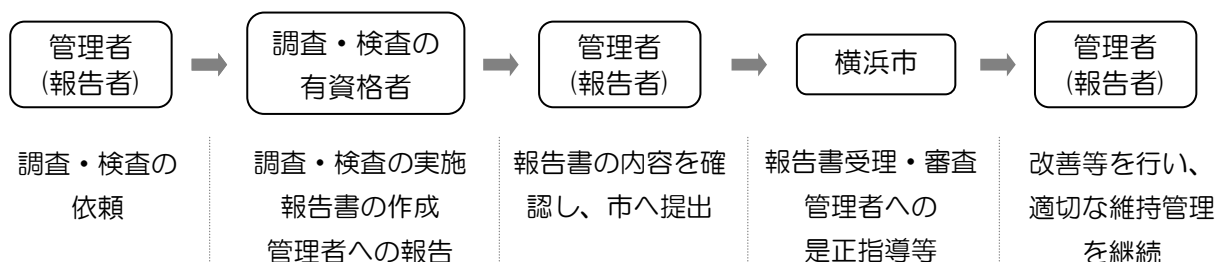 管理者
(報告者)
調査・検査の
有資格者
管理者
(報告者)
横浜市
管理者
(報告者)
調査・検査の
依頼
調査・検査の実施
報告書の作成
管理者への報告
報告書の内容を確
認し、市へ提出
報告書受理・審査
管理者への
是正指導等
改善等を行い、
適切な維持管理
を継続